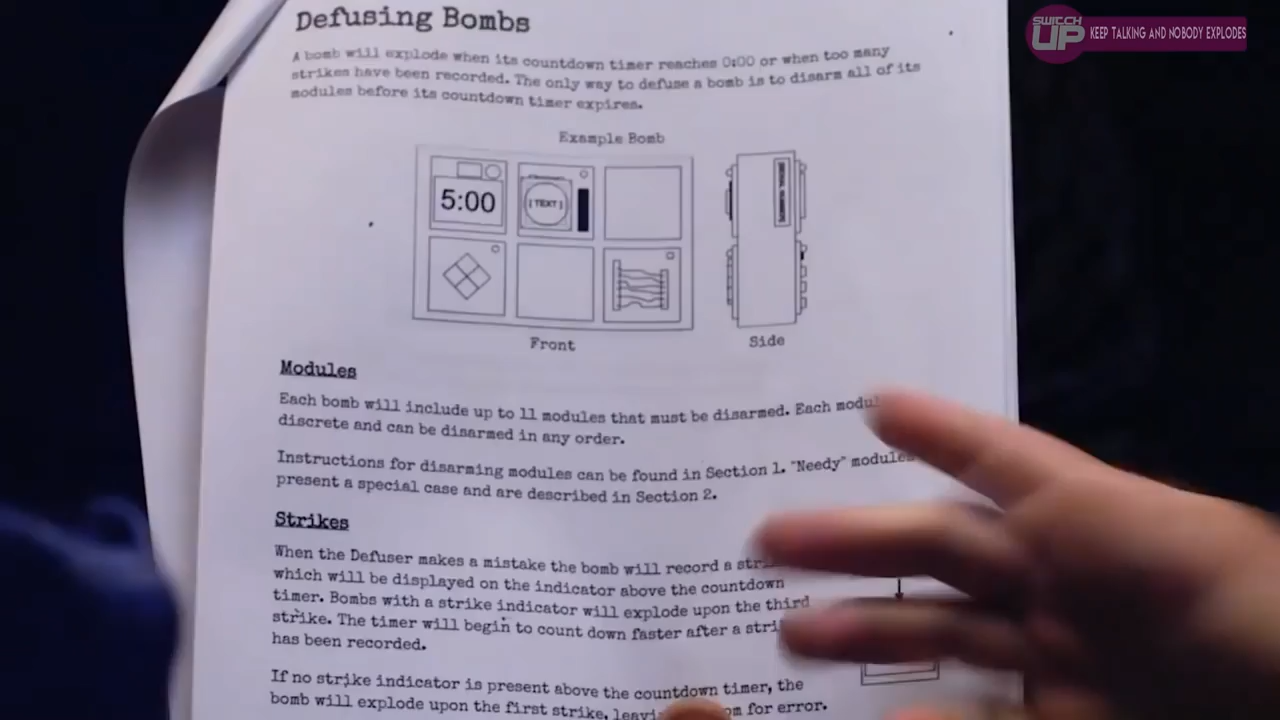 SWITCH
UP
KEEP TALKING AND NOBODY EXPLODES
Defusing Bombs
A bomb will explode when its countdown timer reaches 0:00 or when too many
strikes have been recorded. The only way to defuse a bomb is to disarm all of its
modules before its countdown timer expires.
Example Bomb
5:00
[TEXT]
SERIAL NUMBER
Front
Side
Modules
Each bomb will include up to 11 modules that must be disarmed. Each modul
discrete and can be disarmed in any order.
Instructions for disarming modules can be found in Section 1. "Needy" modules
present a special case and are described in Section 2.
Strikes
When the Defuser makes a mistake the bomb will record a stri
which will be displayed on the indicator above the countdown
timer. Bombs with a strike indicator will explode upon the third
strike. The timer will begin to count down faster after a stri
has been recorded.
If no strike indicator is present above the countdown timer, the
bomb will explode upon the first strike, leavi om for error.